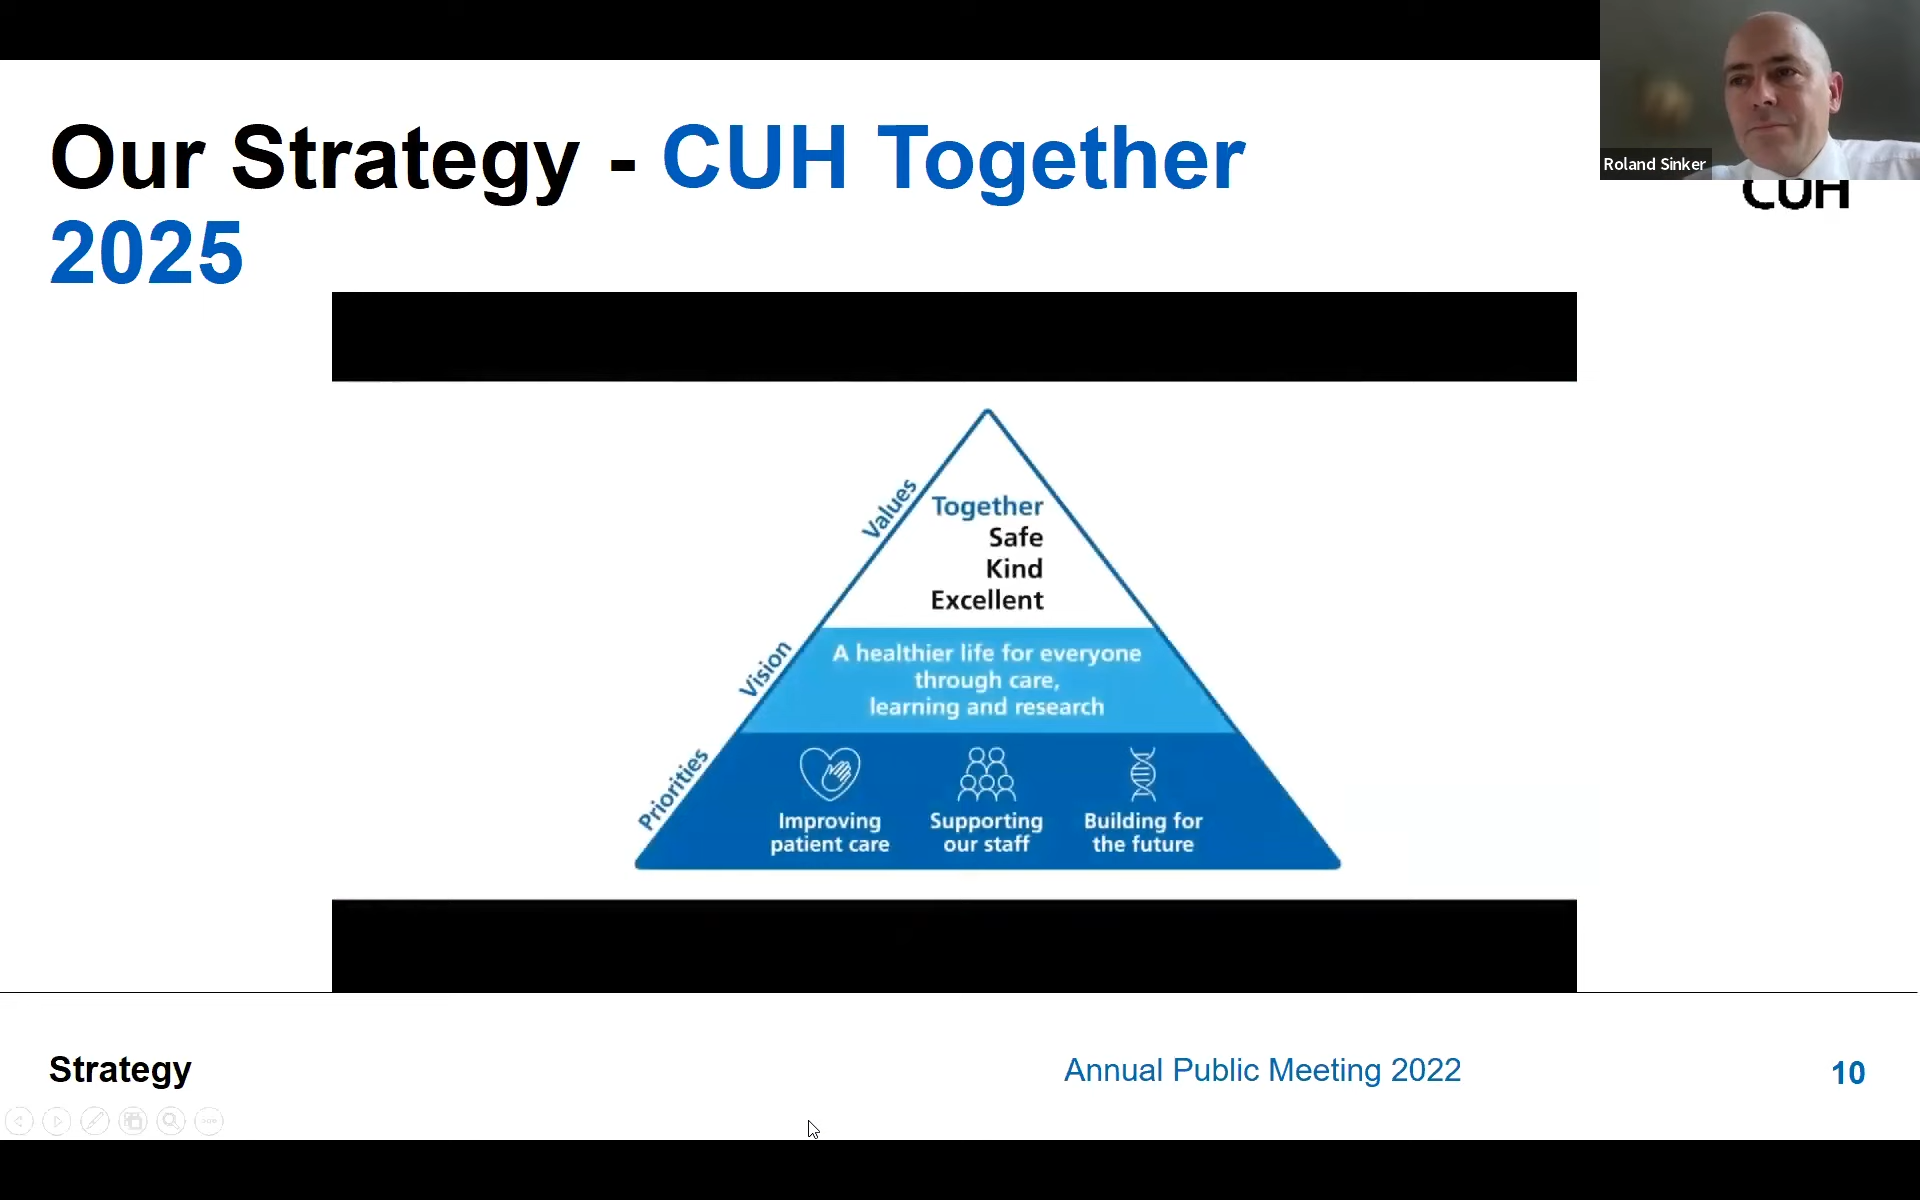 Our Strategy - CUH Together
2025
Roland Sinker
CUH
Values
Together
Safe
Kind
Excellent
Vision
A healthier life for everyone
through care,
learning and research
Priorities
Improving
patient care
Supporting
our staff
Building for
the future
Strategy
Annual Public Meeting 2022
10